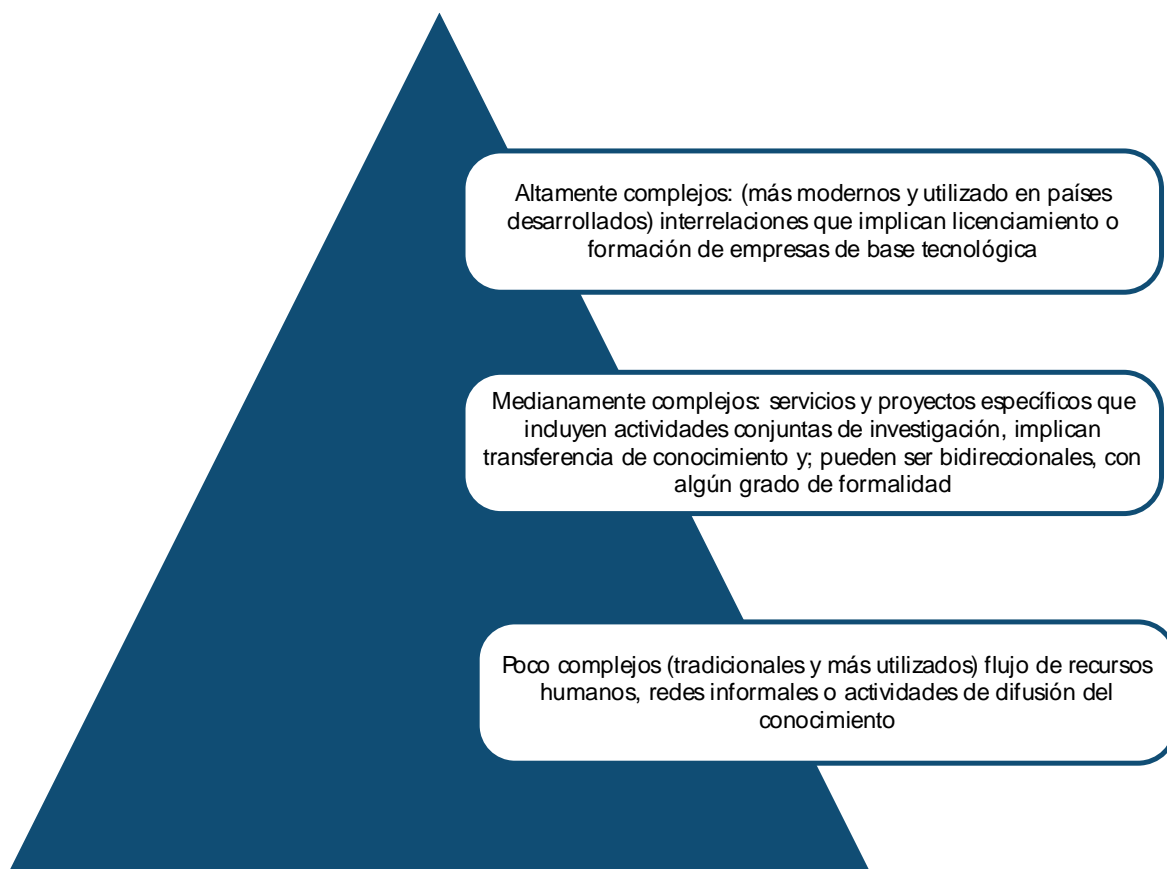 Altamente complejos: (más modernos y utilizado en países
desarrollados) interrelaciones que implican licenciamiento o
formación de empresas de base tecnológica
Medianamente complejos: servicios y proyectos específicos que
incluyen actividades conjuntas de investigación, implican
transferencia de conocimiento y; pueden ser bidireccionales, con
algún grado de formalidad
Poco complejos (tradicionales y más utilizados) flujo de recursos
humanos, redes informales o actividades de difusión del
conocimiento